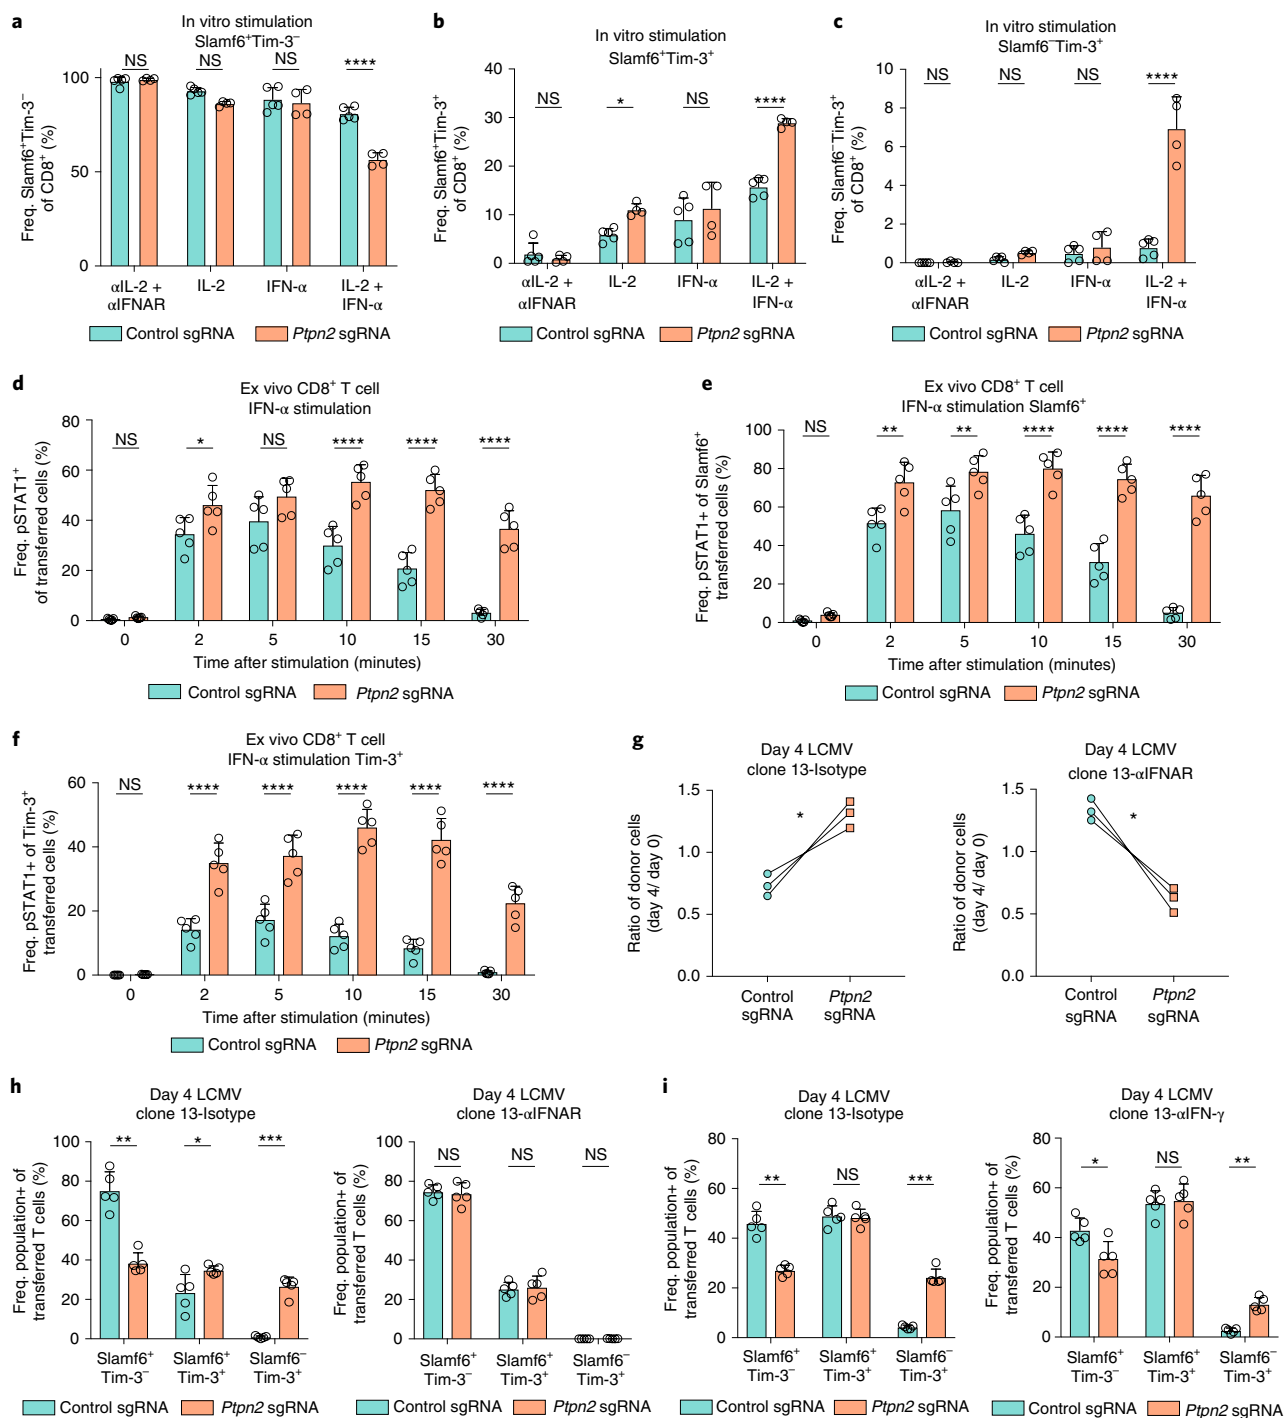 a
In vitro stimulation
Slamf6⁺Tim-3⁻
NS
NS
NS
****
Freq. Slamf6⁺Tim-3⁻
of CD8⁺ (%)
100
50
0
αIL-2 +
αIFNAR
IL-2
IFN-α
IL-2 +
IFN-α
Control sgRNA
Ptpn2 sgRNA
b
In vitro stimulation
Slamf6⁺Tim-3⁺
NS
*
NS
****
Freq. Slamf6⁺Tim-3⁺
of CD8⁺ (%)
40
30
20
10
0
αIL-2 +
αIFNAR
IL-2
IFN-α
IL-2 +
IFN-α
Control sgRNA
Ptpn2 sgRNA
c
In vitro stimulation
Slamf6⁻Tim-3⁺
NS
NS
NS
****
Freq. Slamf6⁻Tim-3⁺
of CD8⁺ (%)
10
8
6
4
2
0
αIL-2 +
αIFNAR
IL-2
IFN-α
IL-2 +
IFN-α
Control sgRNA
Ptpn2 sgRNA
d
Ex vivo CD8⁺ T cell
IFN-α stimulation
NS
*
NS
****
****
****
Freq. pSTAT1⁺
of transferred cells (%)
80
60
40
20
0
0
2
5
10
15
30
Time after stimulation (minutes)
Control sgRNA
Ptpn2 sgRNA
e
Ex vivo CD8⁺ T cell
IFN-α stimulation Slamf6⁺
NS
**
**
****
****
****
Freq. pSTAT1+ of Slamf6⁺
transferred cells (%)
100
80
60
40
20
0
0
2
5
10
15
30
Time after stimulation (minutes)
Control sgRNA
Ptpn2 sgRNA
f
Ex vivo CD8⁺ T cell
IFN-α stimulation Tim-3⁺
NS
****
****
****
****
****
Freq. pSTAT1+ of Tim-3⁺
transferred cells (%)
60
40
20
0
0
2
5
10
15
30
Time after stimulation (minutes)
Control sgRNA
Ptpn2 sgRNA
g
Day 4 LCMV
clone 13-Isotype
*
Ratio of donor cells
(day 4/ day 0)
1.5
1.0
0.5
0.0
Control
sgRNA
Ptpn2
sgRNA
Day 4 LCMV
clone 13-αIFNAR
*
Ratio of donor cells
(day 4/ day 0)
1.5
1.0
0.5
0.0
Control
sgRNA
Ptpn2
sgRNA
h
Day 4 LCMV
clone 13-Isotype
**
*
***
Freq. population+ of
transferred T cells (%)
100
80
60
40
20
0
Slamf6⁺
Tim-3⁻
Slamf6⁺
Tim-3⁺
Slamf6⁻
Tim-3⁺
Control sgRNA
Ptpn2 sgRNA
Day 4 LCMV
clone 13-αIFNAR
NS
NS
NS
Freq. population+ of
transferred T cells (%)
100
80
60
40
20
0
Slamf6⁺
Tim-3⁻
Slamf6⁺
Tim-3⁺
Slamf6⁻
Tim-3⁺
Control sgRNA
Ptpn2 sgRNA
i
Day 4 LCMV
clone 13-Isotype
**
NS
***
Freq. population+ of
transferred T cells (%)
80
60
40
20
0
Slamf6⁺
Tim-3⁻
Slamf6⁺
Tim-3⁺
Slamf6⁻
Tim-3⁺
Control sgRNA
Ptpn2 sgRNA
Day 4 LCMV
clone 13-αIFN-γ
*
NS
**
Freq. population+ of
transferred T cells (%)
80
60
40
20
0
Slamf6⁺
Tim-3⁻
Slamf6⁺
Tim-3⁺
Slamf6⁻
Tim-3⁺
Control sgRNA
Ptpn2 sgRNA